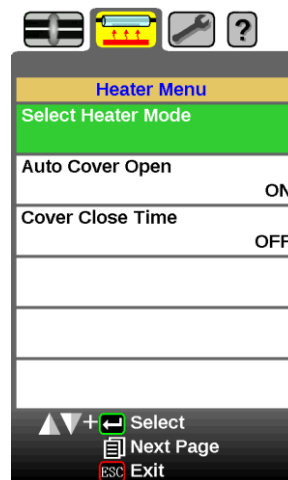 ?
Heater Menu
Select Heater Mode
Auto Cover Open
ON
Cover Close Time
OFF
+ Select
Next Page
ESC Exit